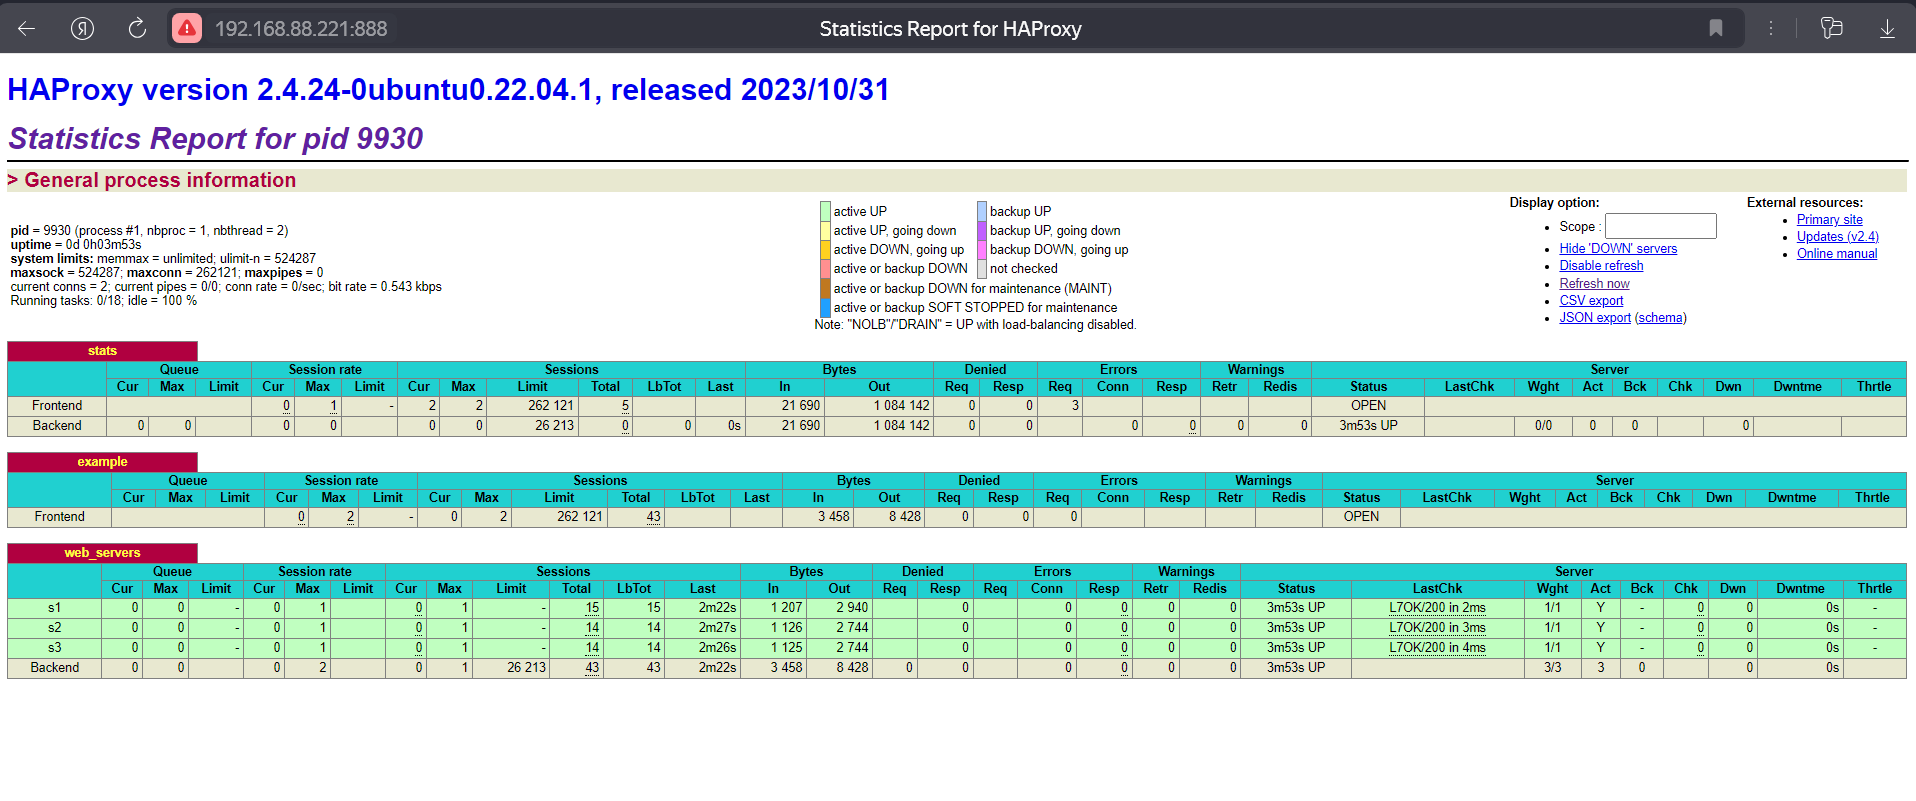 192.168.88.221:888
Statistics Report for HAProxy
HAProxy version 2.4.24-0ubuntu0.22.04.1, released 2023/10/31
Statistics Report for pid 9930
> General process information
pid = 9930 (process #1, nbproc = 1, nbthread = 2)
uptime = 0d 0h03m53s
system limits: memmax = unlimited; ulimit-n = 524287
maxsock = 524287; maxconn = 262121; maxpipes = 0
current conns = 2; current pipes = 0/0; conn rate = 0/sec; bit rate = 0.543 kbps
Running tasks: 0/18; idle = 100 %
active UP backup UP
active UP, going down backup UP, going down
active DOWN, going up backup DOWN, going up
active or backup DOWN not checked
active or backup DOWN for maintenance (MAINT)
active or backup SOFT STOPPED for maintenance
Note: "NOLB"/"DRAIN" = UP with load-balancing disabled.
Display option:
Scope :
Hide 'DOWN' servers
Disable refresh
Refresh now
CSV export
JSON export (schema)
External resources:
Primary site
Updates (v2.4)
Online manual
stats
Queue Session rate Sessions Bytes Denied Errors Warnings Server
Cur Max Limit Cur Max Limit Cur Max Limit Total LbTot Last In Out Req Resp Req Conn Resp Retr Redis Status LastChk Wght Act Bck Chk Dwn Dwntme Thrtle
Frontend 0 1 - 2 2 262 121 5 21 690 1 084 142 0 0 3 OPEN
Backend 0 0 0 0 0 0 26 213 0 0 0s 21 690 1 084 142 0 0 0 0 0 0 3m53s UP 0/0 0 0 0
example
Queue Session rate Sessions Bytes Denied Errors Warnings Server
Cur Max Limit Cur Max Limit Cur Max Limit Total LbTot Last In Out Req Resp Req Conn Resp Retr Redis Status LastChk Wght Act Bck Chk Dwn Dwntme Thrtle
Frontend 0 2 - 0 2 262 121 43 3 458 8 428 0 0 0 OPEN
web_servers
Queue Session rate Sessions Bytes Denied Errors Warnings Server
Cur Max Limit Cur Max Limit Cur Max Limit Total LbTot Last In Out Req Resp Req Conn Resp Retr Redis Status LastChk Wght Act Bck Chk Dwn Dwntme Thrtle
s1 0 0 - 0 1 0 1 - 15 15 2m22s 1 207 2 940 0 0 0 0 0 3m53s UP L7OK/200 in 2ms 1/1 Y - 0 0 0s -
s2 0 0 - 0 1 0 1 - 14 14 2m27s 1 126 2 744 0 0 0 0 0 3m53s UP L7OK/200 in 3ms 1/1 Y - 0 0 0s -
s3 0 0 - 0 1 0 1 - 14 14 2m26s 1 125 2 744 0 0 0 0 0 3m53s UP L7OK/200 in 4ms 1/1 Y - 0 0 0s -
Backend 0 0 0 2 0 1 26 213 43 43 2m22s 3 458 8 428 0 0 0 0 0 0 3m53s UP 3/3 3 0 0 0s